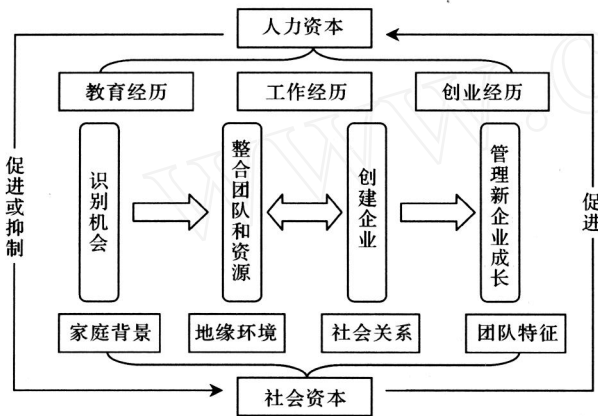 人力资本
教育经历
工作经历
创业经历
促进或抑制
识别机会
整合团队和资源
创建企业
管理新企业成长
促进
家庭背景
地缘环境
社会关系
团队特征
社会资本